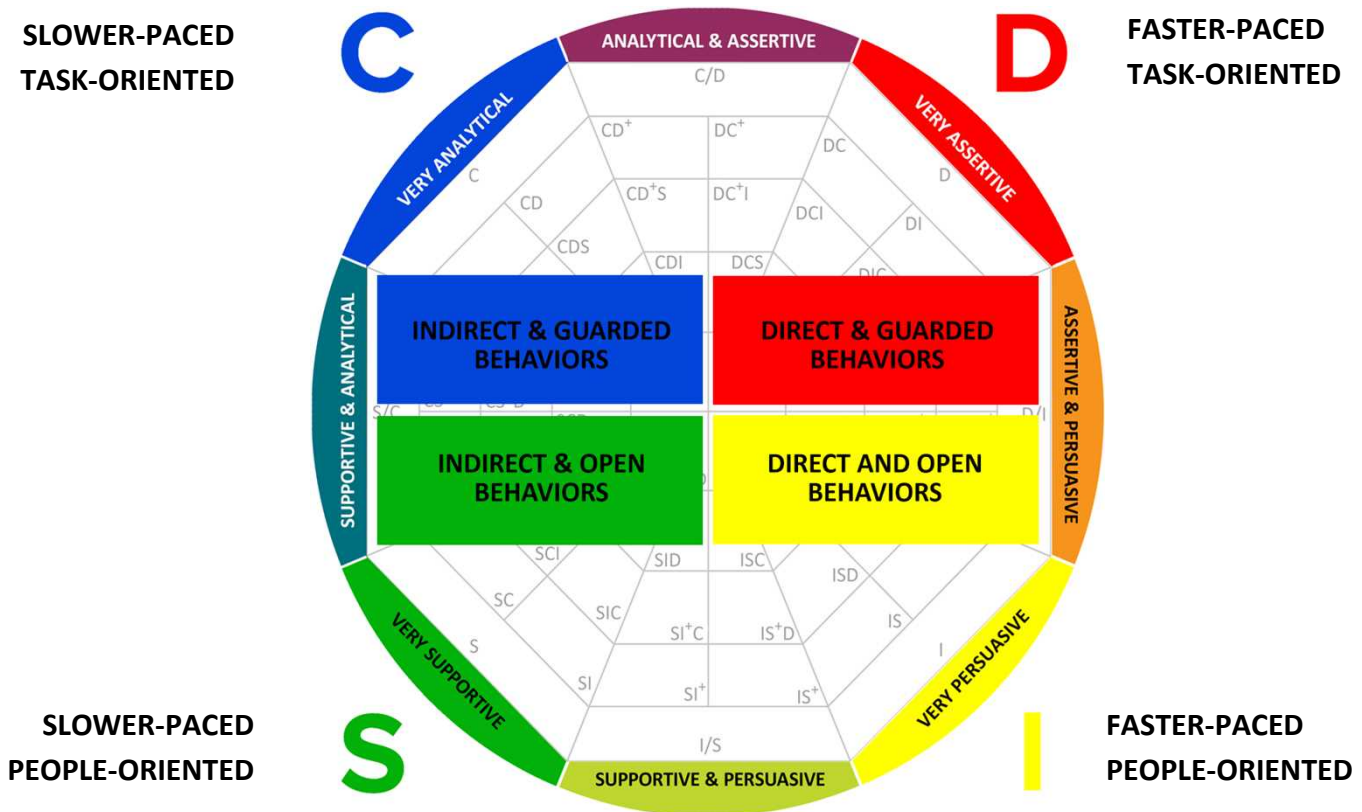 SLOWER-PACED
TASK-ORIENTED
C
ANALYTICAL & ASSERTIVE
D
FASTER-PACED
TASK-ORIENTED
VERY ANALYTICAL
VERY ASSERTIVE
C/D
CD+
DC+
DC
C
D
CD
CD+S
DC+I
DCI
DI
CDS
CDI
DCS
DIC
SUPPORTIVE & ANALYTICAL
INDIRECT & GUARDED
BEHAVIORS
DIRECT & GUARDED
BEHAVIORS
ASSERTIVE & PERSUASIVE
S/C
D/I
INDIRECT & OPEN
BEHAVIORS
DIRECT AND OPEN
BEHAVIORS
SCI
SID
ISC
ISD
SC
SIC
SI+C
IS+D
IS
S
I
SI
SI+
IS+
VERY SUPPORTIVE
VERY PERSUASIVE
I/S
SLOWER-PACED
PEOPLE-ORIENTED
S
SUPPORTIVE & PERSUASIVE
I
FASTER-PACED
PEOPLE-ORIENTED